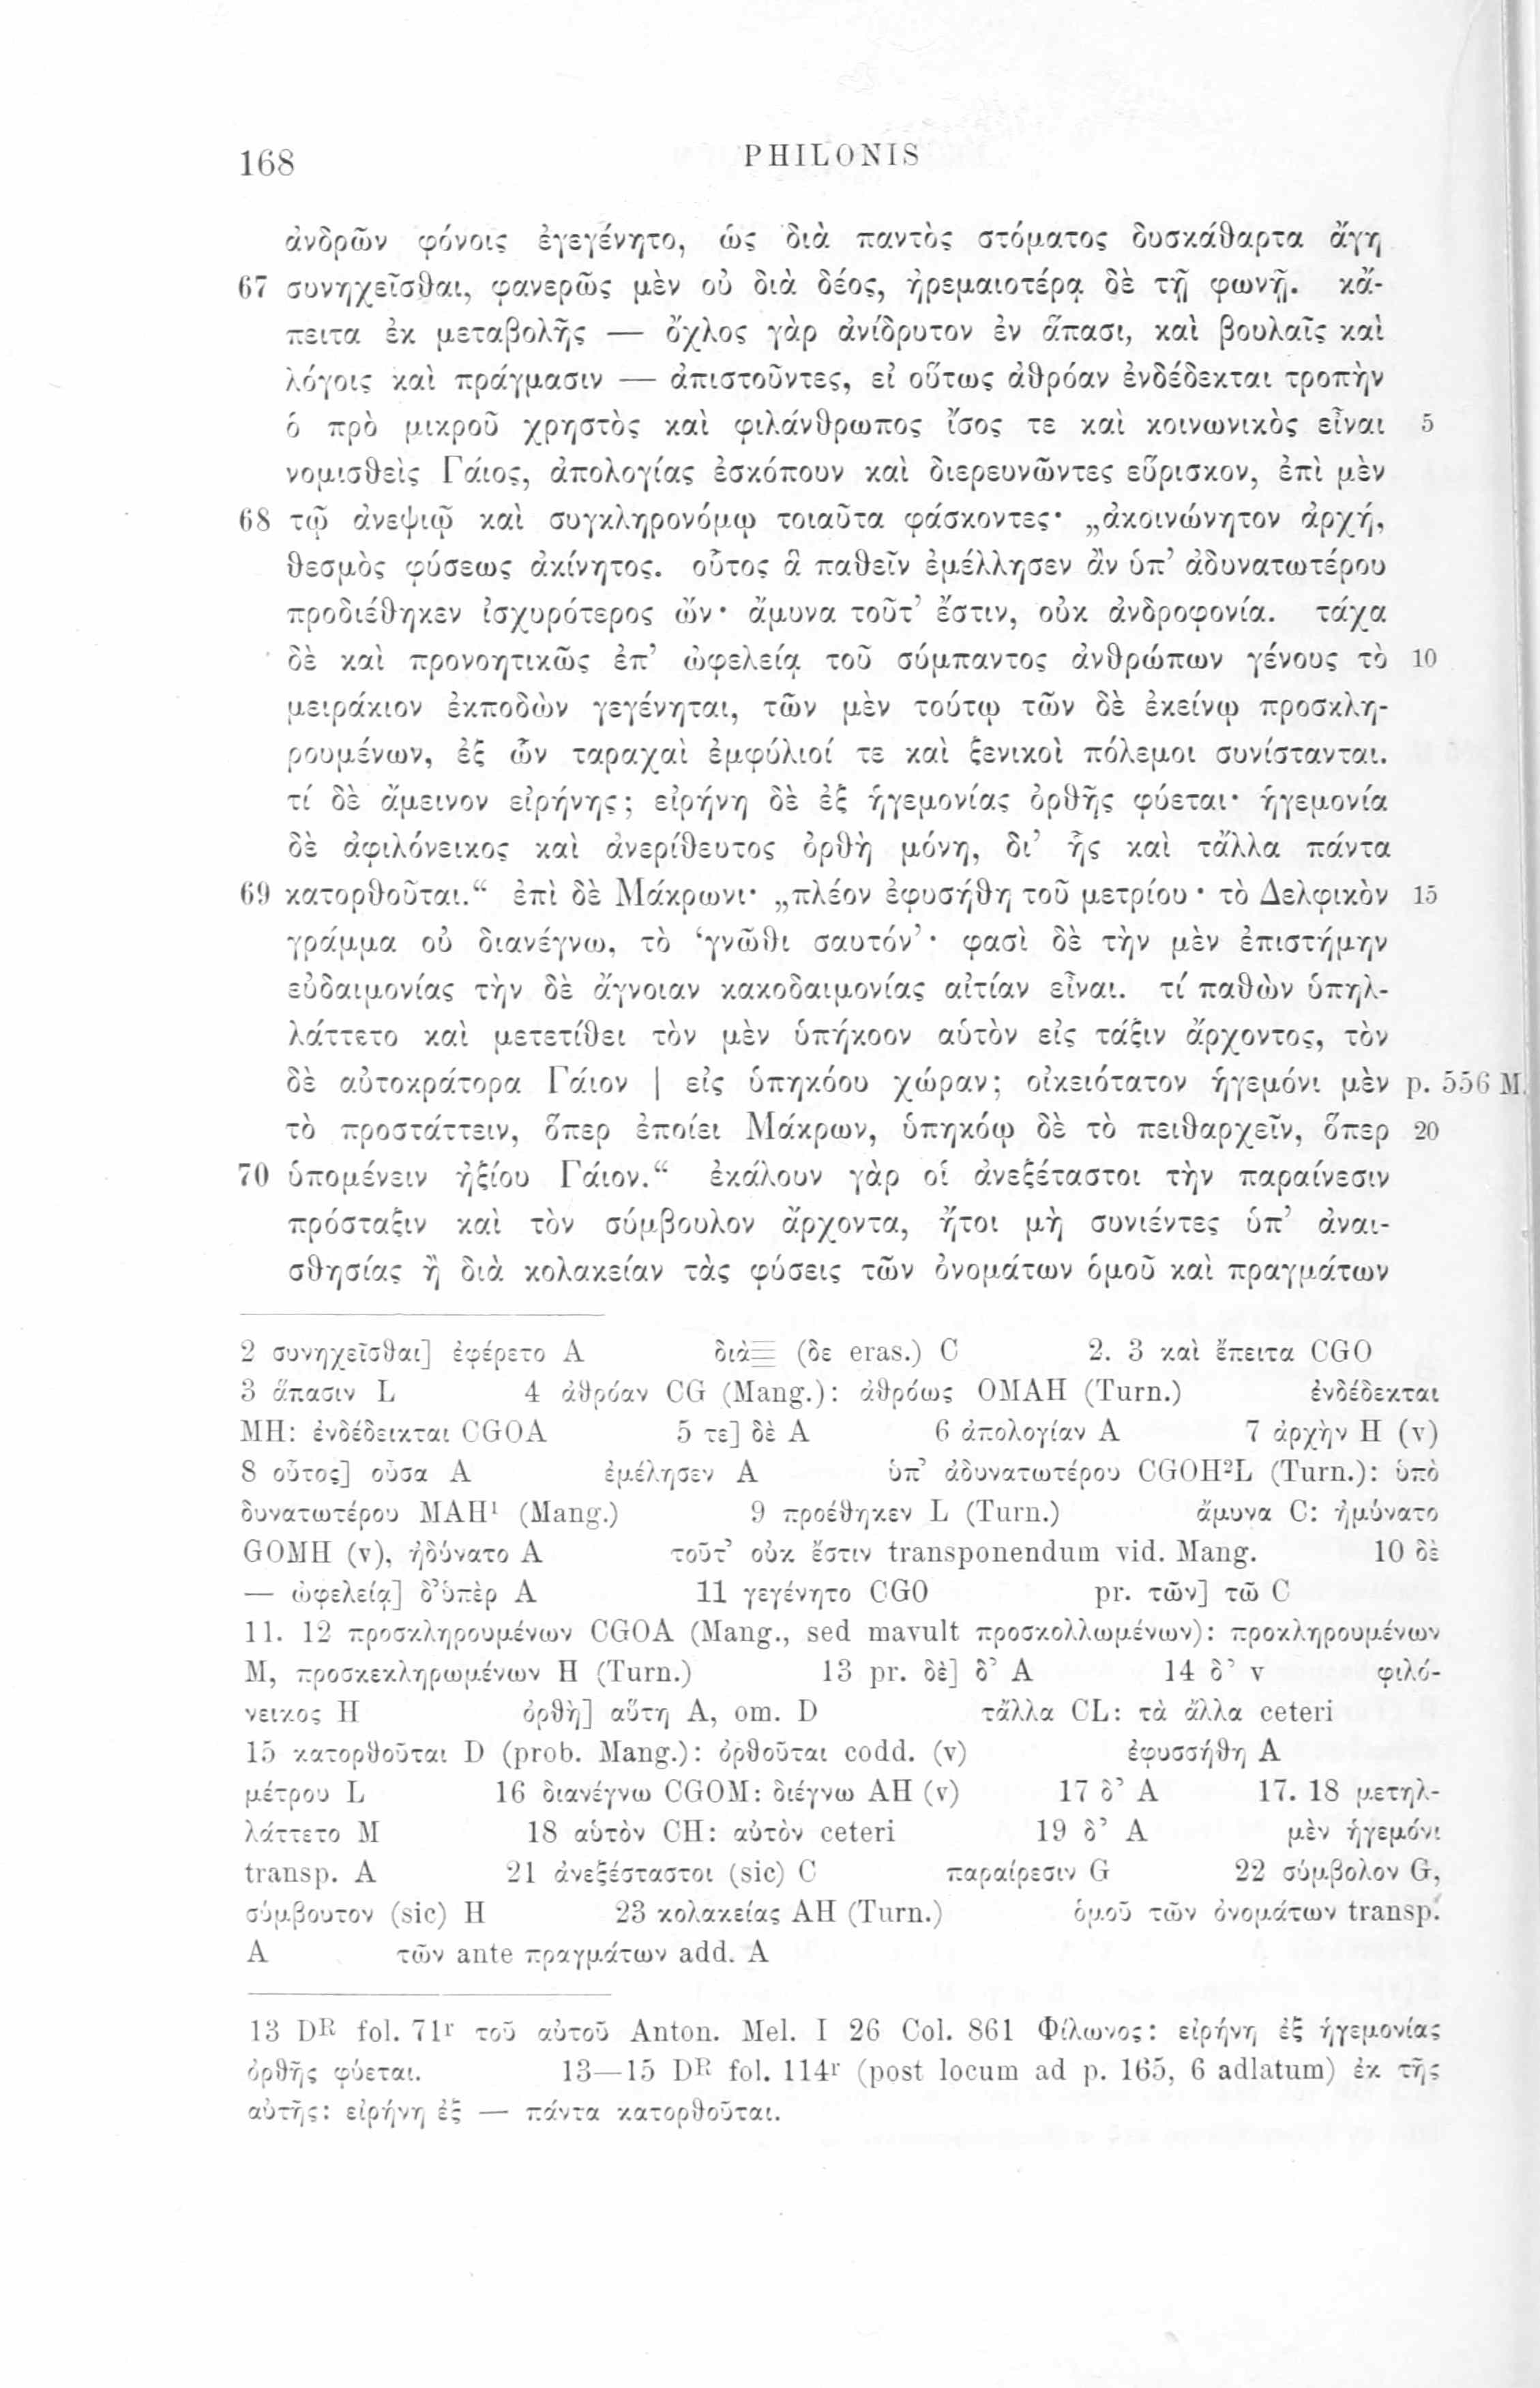 168 PHILONIS
ἀνδρῶν φόνοις ἐγεγένητο, ὡς διὰ παντὸς στόματος δυσκάθαρτα ἄγη
67 συνηχεῖσθαι, φανερῶς μὲν οὐ διὰ δέος, ἠρεμαιοτέρᾳ δὲ τῇ φωνῇ. κἄ-
πειτα ἐκ μεταβολῆς — ὄχλος γὰρ ἀνίδρυτον ἐν ἅπασι, καὶ βουλαῖς καὶ
λόγοις καὶ πράγμασιν — ἀπιστοῦντες, εἰ οὕτως ἀθρόαν ἐνδέδεκται τροπὴν
ὁ πρὸ μικροῦ χρηστὸς καὶ φιλάνθρωπος ἴσος τε καὶ κοινωνικὸς εἶναι 5
νομισθεὶς Γάιος, ἀπολογίας ἐσκόπουν καὶ διερευνῶντες εὕρισκον, ἐπὶ μὲν
68 τῷ ἀνεψιῷ καὶ συγκληρονόμῳ τοιαῦτα φάσκοντες· „ἀκοινώνητον ἀρχή,
θεσμὸς φύσεως ἀκίνητος. οὗτος ἃ παθεῖν ἐμέλλησεν ἂν ὑπ’ ἀδυνατωτέρου
προδιέθηκεν ἰσχυρότερος ὤν· ἄμυνα τοῦτ’ ἔστιν, οὐκ ἀνδροφονία. τάχα
δὲ καὶ προνοητικῶς ἐπ’ ὠφελείᾳ τοῦ σύμπαντος ἀνθρώπων γένους τὸ 10
μειράκιον ἐκποδὼν γεγένηται, τῶν μὲν τούτῳ τῶν δὲ ἐκείνῳ προσκλη-
ρουμένων, ἐξ ὧν ταραχαὶ ἐμφύλιοί τε καὶ ξενικοὶ πόλεμοι συνίστανται.
τί δὲ ἄμεινον εἰρήνης; εἰρήνη δὲ ἐξ ἡγεμονίας ὀρθῆς φύεται· ἡγεμονία
δὲ ἀφιλόνεικος καὶ ἀνερίθευτος ὀρθὴ μόνη, δι’ ἧς καὶ τἄλλα πάντα
69 κατορθοῦται.“ ἐπὶ δὲ Μάκρωνι· „πλέον ἐφυσήθη τοῦ μετρίου· τὸ Δελφικὸν 15
γράμμα οὐ διανέγνω, τὸ ‘γνῶθι σαυτόν’· φασὶ δὲ τὴν μὲν ἐπιστήμην
εὐδαιμονίας τὴν δὲ ἄγνοιαν κακοδαιμονίας αἰτίαν εἶναι. τί παθὼν ὑπηλ-
λάττετο καὶ μετετίθει τὸν μὲν ὑπήκοον αὑτὸν εἰς τάξιν ἄρχοντος, τὸν
δὲ αὐτοκράτορα Γάιον | εἰς ὑπηκόου χώραν; οἰκειότατον ἡγεμόνι μὲν p. 556 M.
τὸ προστάττειν, ὅπερ ἐποίει Μάκρων, ὑπηκόῳ δὲ τὸ πειθαρχεῖν, ὅπερ 20
70 ὑπομένειν ἠξίου Γάιον.“ ἐκάλουν γὰρ οἱ ἀνεξέταστοι τὴν παραίνεσιν
πρόσταξιν καὶ τὸν σύμβουλον ἄρχοντα, ἤτοι μὴ συνιέντες ὑπ’ ἀναι-
σθησίας ἢ διὰ κολακείαν τὰς φύσεις τῶν ὀνομάτων ὁμοῦ καὶ πραγμάτων
2 συνηχεῖσθαι] ἐφέρετο A διὰ (δε eras.) C 2. 3 καὶ ἔπειτα CGO
3 ἅπασιν L 4 ἀθρόαν CG (Mang.): ἀθρόως OMAH (Turn.) ἐνδέδεκται
MH: ἐνδέδεικται CGOA 5 τε] δὲ A 6 ἀπολογίαν A 7 ἀρχὴν H (v)
8 οὗτος] οὖσα A ἐμέλησεν A ὑπ’ ἀδυνατωτέρου CGOH²L (Turn.): ὑπὸ
δυνατωτέρου MAH¹ (Mang.) 9 προέθηκεν L (Turn.) ἄμυνα C: ἠμύνατο
GOMH (v), ἠδύνατο A τοῦτ’ οὐκ ἔστιν transponendum vid. Mang. 10 δὲ
— ὠφελείᾳ] δ’ὑπὲρ A 11 γεγένητο CGO pr. τῶν] τῶ C
11. 12 προσκληρουμένων CGOA (Mang., sed mavult προσκολλωμένων): προκληρουμένων
M, προσκεκληρωμένων H (Turn.) 13 pr. δὲ] δ’ A 14 δ’ v φιλό-
νεικος H ὀρθὴ] αὕτη A, om. D τἄλλα CL: τὰ ἄλλα ceteri
15 κατορθοῦται D (prob. Mang.): ὀρθοῦται codd. (v) ἐφυσσήθη A
μέτρου L 16 διανέγνω CGOM: διέγνω AH (v) 17 δ’ A 17. 18 μετηλ-
λάττετο M 18 αὑτὸν CH: αὐτὸν ceteri 19 δ’ A μὲν ἡγεμόνι
transp. A 21 ἀνεξέσταστοι (sic) C παραίρεσιν G 22 σύμβολον G,
σύμβουτον (sic) H 23 κολακείας AH (Turn.) ὁμοῦ τῶν ὀνομάτων transp.
A τῶν ante πραγμάτων add. A
13 Dᴿ fol. 71ʳ τοῦ αὐτοῦ Anton. Mel. I 26 Col. 861 Φίλωνος: εἰρήνη ἐξ ἡγεμονίας
ὀρθῆς φύεται. 13—15 Dᴿ fol. 114ʳ (post locum ad p. 165, 6 adlatum) ἐκ τῆς
αὐτῆς: εἰρήνη ἐξ — πάντα κατορθοῦται.